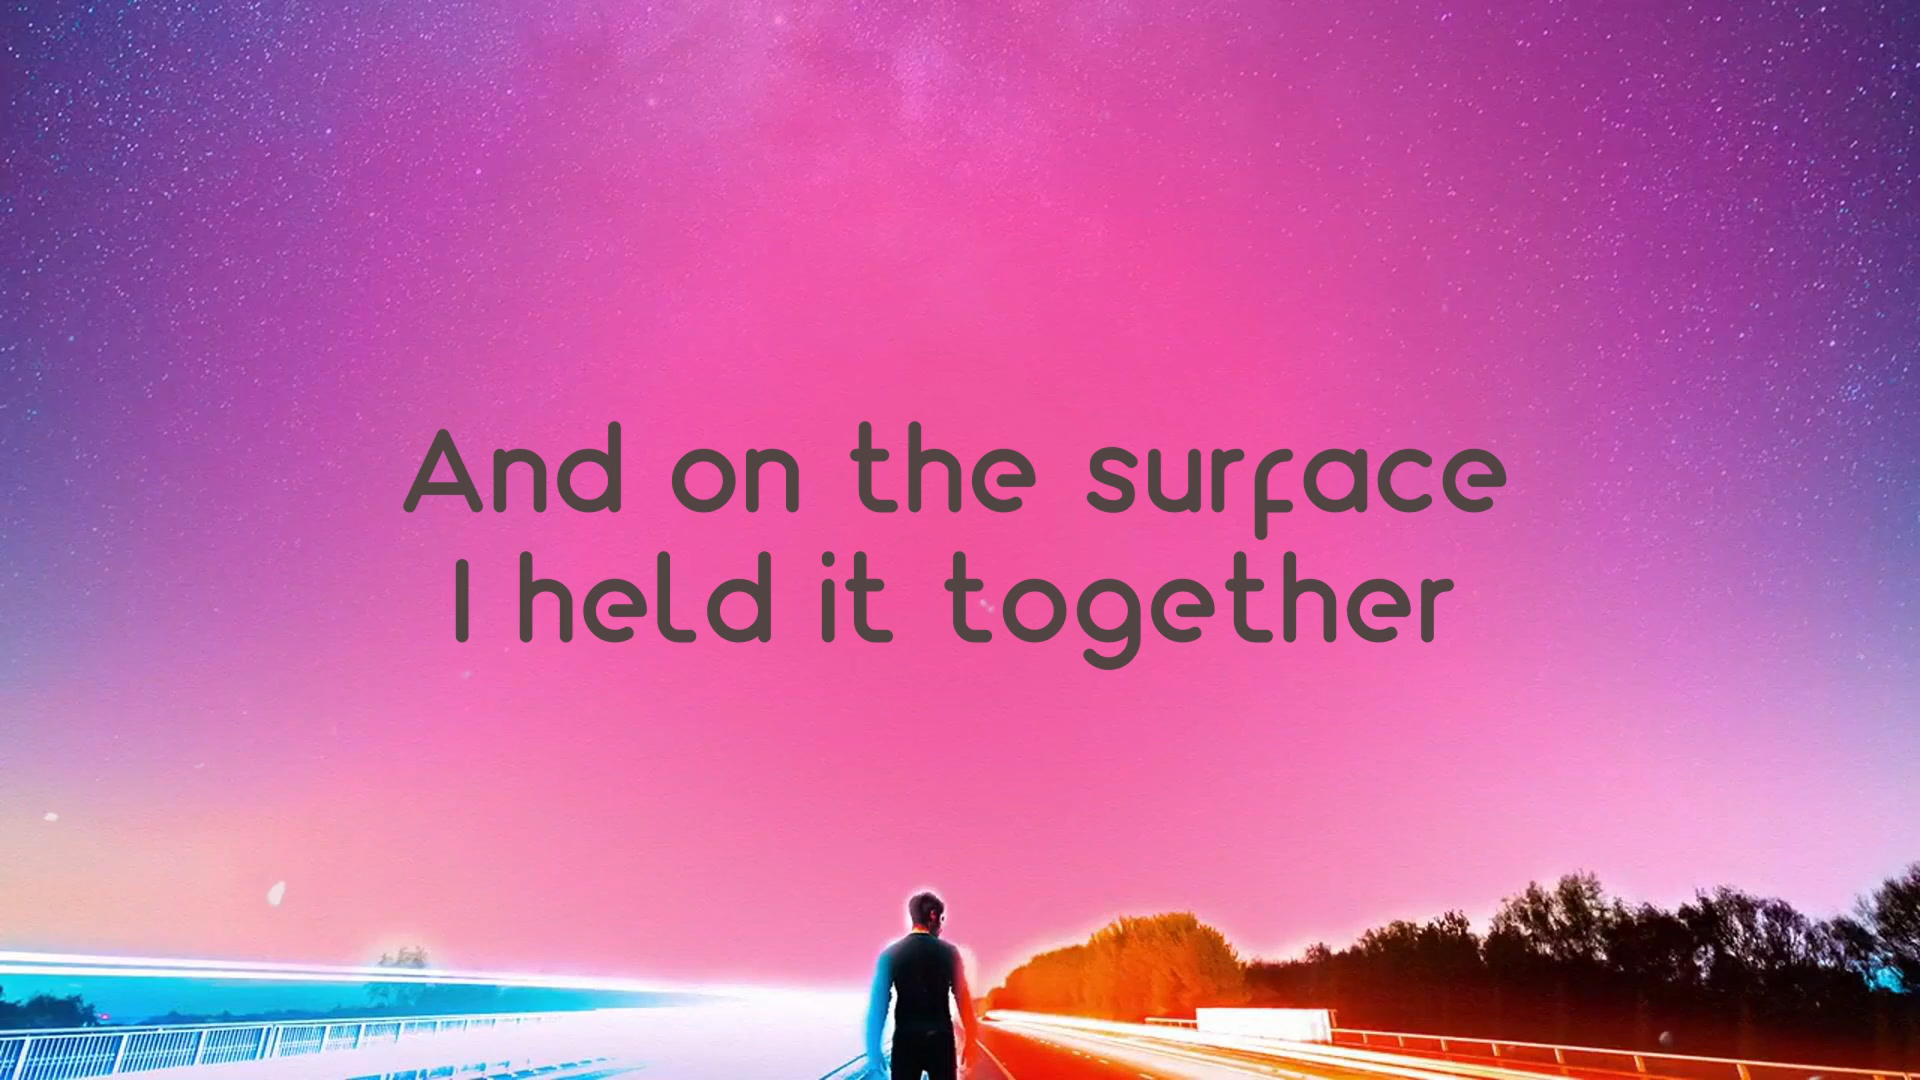 And on the surface
I held it together